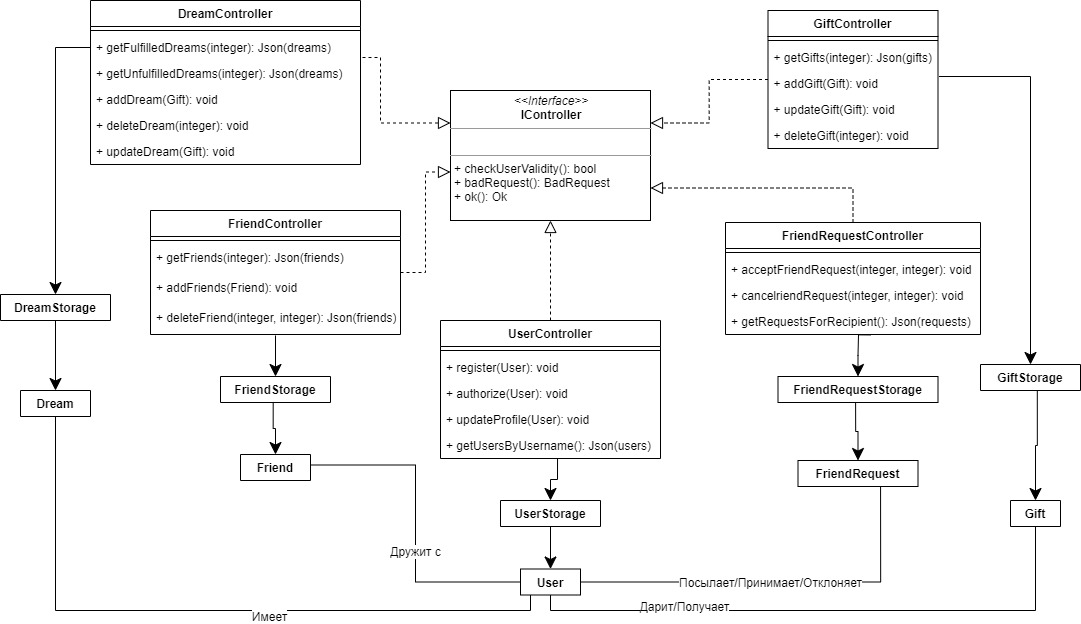 DreamController
+ getFulfilledDreams(integer): Json(dreams)
+ getUnfulfilledDreams(integer): Json(dreams)
+ addDream(Gift): void
+ deleteDream(integer): void
+ updateDream(Gift): void
GiftController
+ getGifts(integer): Json(gifts)
+ addGift(Gift): void
+ updateGift(Gift): void
+ deleteGift(integer): void
<<Interface>>
IController
+ checkUserValidity(): bool
+ badRequest(): BadRequest
+ ok(): Ok
FriendController
+ getFriends(integer): Json(friends)
+ addFriends(Friend): void
+ deleteFriend(integer, integer): Json(friends)
FriendRequestController
+ acceptFriendRequest(integer, integer): void
+ cancelriendRequest(integer, integer): void
+ getRequestsForRecipient(): Json(requests)
DreamStorage
UserController
+ register(User): void
+ authorize(User): void
+ updateProfile(User): void
+ getUsersByUsername(): Json(users)
Dream
FriendStorage
FriendRequestStorage
GiftStorage
Friend
FriendRequest
UserStorage
Gift
Дружит с
User
Посылает/Принимает/Отклоняет
Дарит/Получает
Имеет